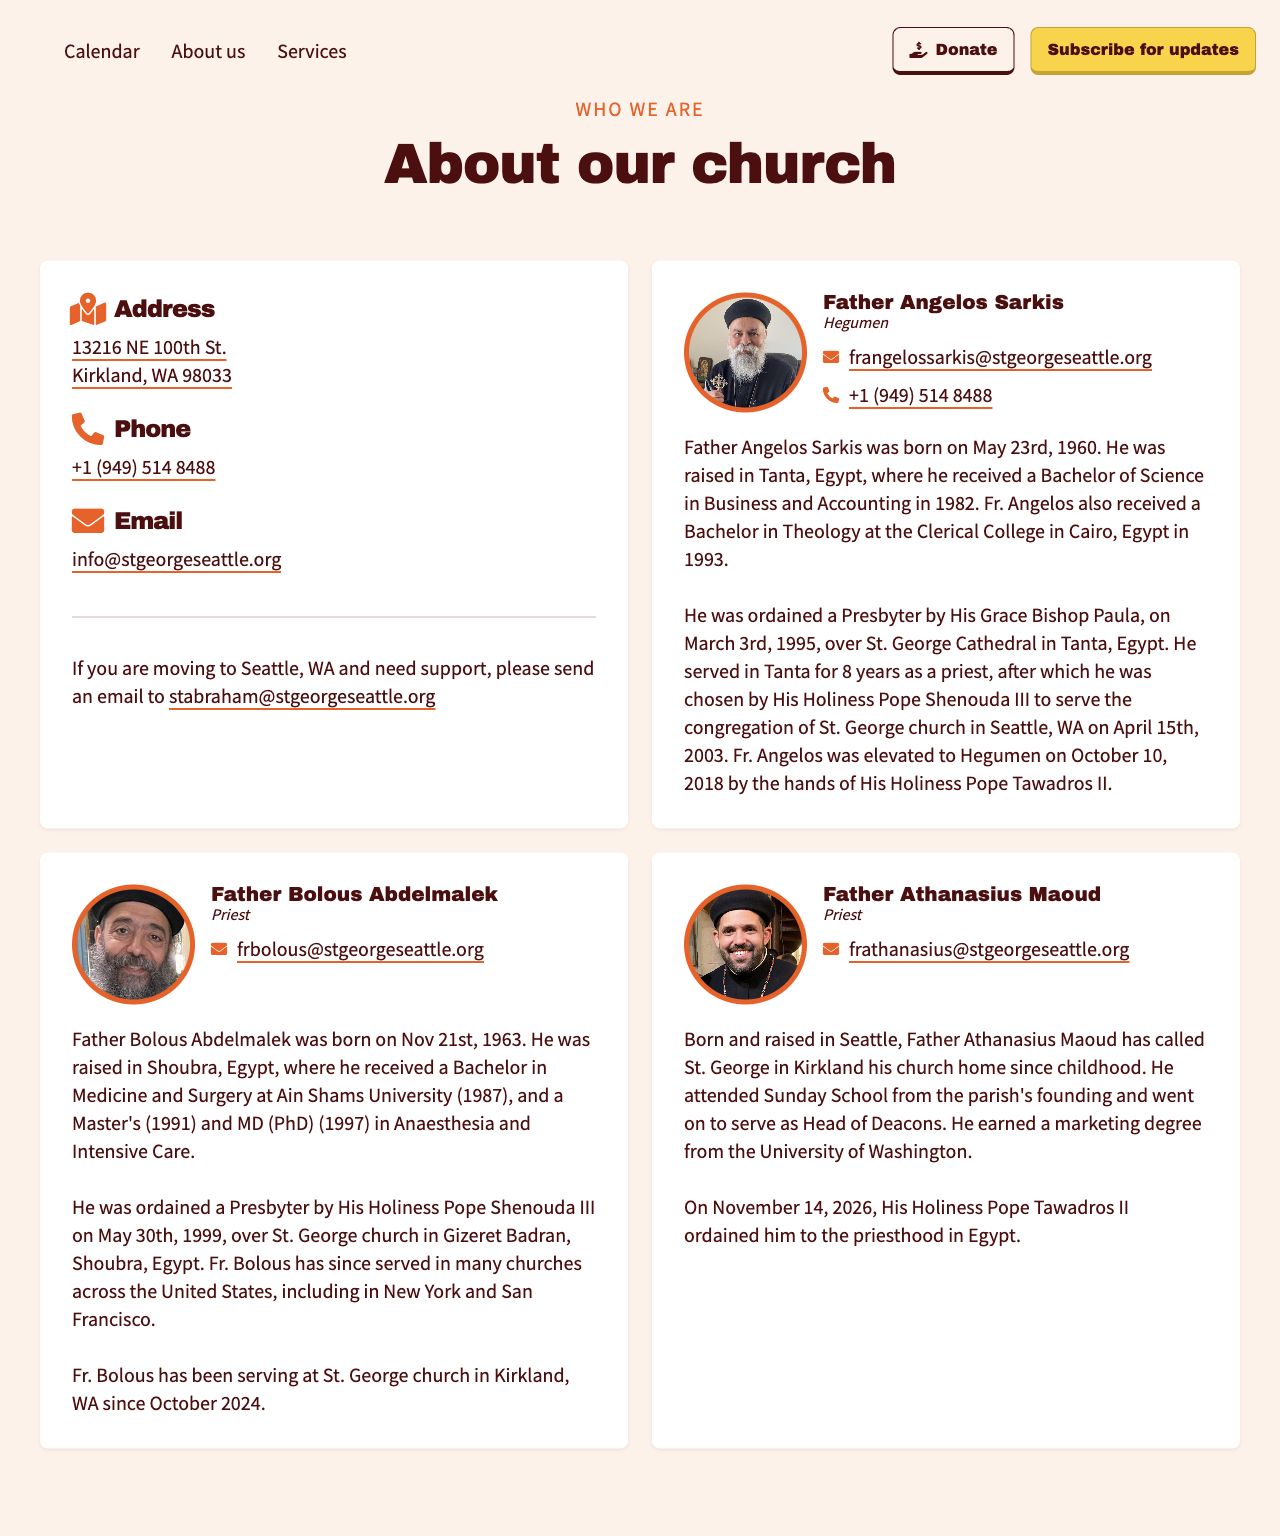 Calendar About us Services Donate Subscribe for updates
WHO WE ARE
About our church
Address
13216 NE 100th St.
Kirkland, WA 98033
Phone
+1 (949) 514 8488
Email
info@stgeorgeseattle.org
If you are moving to Seattle, WA and need support, please send
an email to stabraham@stgeorgeseattle.org
Father Angelos Sarkis
Hegumen
frangelossarkis@stgeorgeseattle.org
+1 (949) 514 8488
Father Angelos Sarkis was born on May 23rd, 1960. He was
raised in Tanta, Egypt, where he received a Bachelor of Science
in Business and Accounting in 1982. Fr. Angelos also received a
Bachelor in Theology at the Clerical College in Cairo, Egypt in
1993.
He was ordained a Presbyter by His Grace Bishop Paula, on
March 3rd, 1995, over St. George Cathedral in Tanta, Egypt. He
served in Tanta for 8 years as a priest, after which he was
chosen by His Holiness Pope Shenouda III to serve the
congregation of St. George church in Seattle, WA on April 15th,
2003. Fr. Angelos was elevated to Hegumen on October 10,
2018 by the hands of His Holiness Pope Tawadros II.
Father Bolous Abdelmalek
Priest
frbolous@stgeorgeseattle.org
Father Bolous Abdelmalek was born on Nov 21st, 1963. He was
raised in Shoubra, Egypt, where he received a Bachelor in
Medicine and Surgery at Ain Shams University (1987), and a
Master's (1991) and MD (PhD) (1997) in Anaesthesia and
Intensive Care.
He was ordained a Presbyter by His Holiness Pope Shenouda III
on May 30th, 1999, over St. George church in Gizeret Badran,
Shoubra, Egypt. Fr. Bolous has since served in many churches
across the United States, including in New York and San
Francisco.
Fr. Bolous has been serving at St. George church in Kirkland,
WA since October 2024.
Father Athanasius Maoud
Priest
frathanasius@stgeorgeseattle.org
Born and raised in Seattle, Father Athanasius Maoud has called
St. George in Kirkland his church home since childhood. He
attended Sunday School from the parish's founding and went
on to serve as Head of Deacons. He earned a marketing degree
from the University of Washington.
On November 14, 2026, His Holiness Pope Tawadros II
ordained him to the priesthood in Egypt.